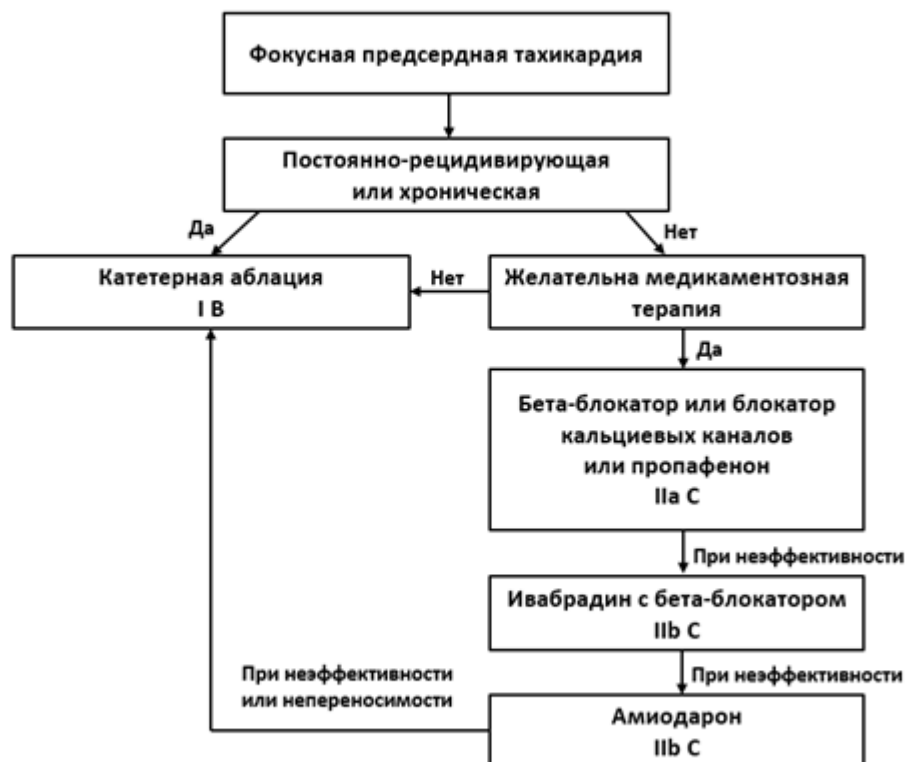 Фокусная предсердная тахикардия
Постоянно-рецидивирующая
или хроническая
Да
Нет
Катетерная аблация
I B
Нет
Желательна медикаментозная
терапия
Да
Бета-блокатор или блокатор
кальциевых каналов
или пропафенон
IIa C
При неэффективности
Ивабрадин с бета-блокатором
IIb C
При неэффективности
При неэффективности
или непереносимости
Амиодарон
IIb C